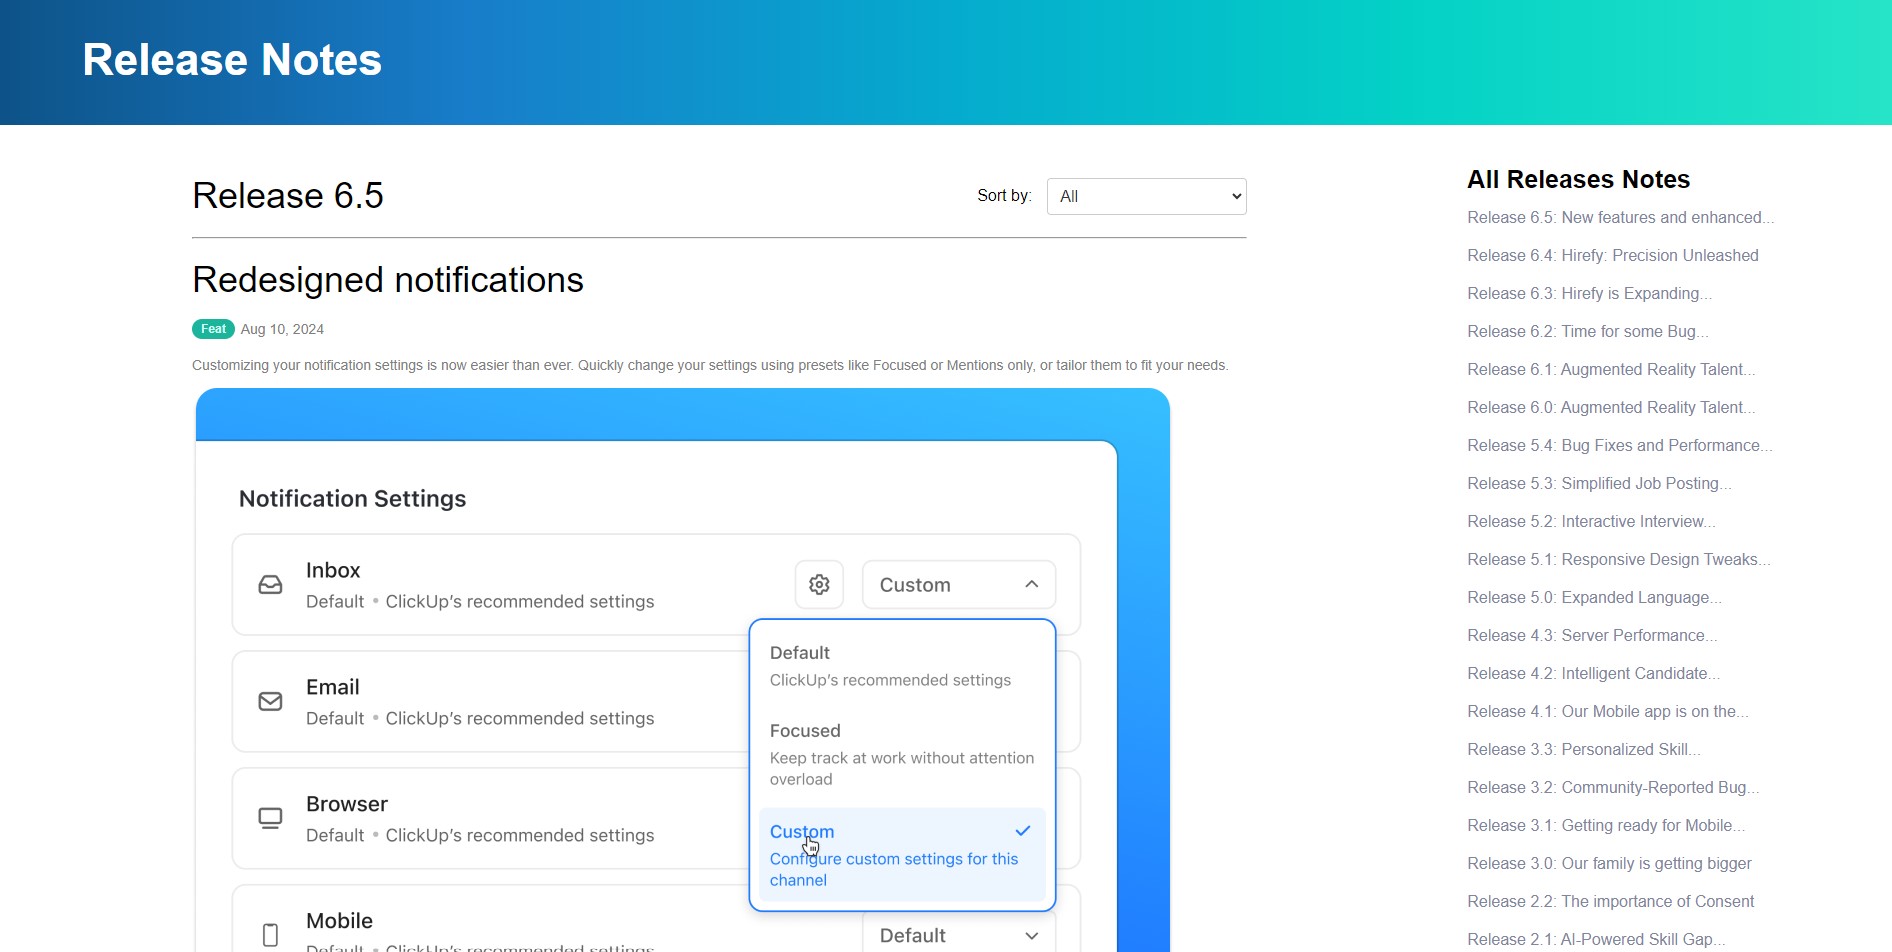 Release Notes
Release 6.5
Sort by:
All
Redesigned notifications
Feat
Aug 10, 2024
Customizing your notification settings is now easier than ever. Quickly change your settings using presets like Focused or Mentions only, or tailor them to fit your needs.
Notification Settings
Inbox
Default • ClickUp's recommended settings
Custom
Default
ClickUp's recommended settings
Focused
Keep track at work without attention
overload
Custom
Configure custom settings for this
channel
Email
Default • ClickUp's recommended settings
Browser
Default • ClickUp's recommended settings
Mobile
Default • ClickUp's recommended settings
Default
All Releases Notes
Release 6.5: New features and enhanced...
Release 6.4: Hirefy: Precision Unleashed
Release 6.3: Hirefy is Expanding...
Release 6.2: Time for some Bug...
Release 6.1: Augmented Reality Talent...
Release 6.0: Augmented Reality Talent...
Release 5.4: Bug Fixes and Performance...
Release 5.3: Simplified Job Posting...
Release 5.2: Interactive Interview...
Release 5.1: Responsive Design Tweaks...
Release 5.0: Expanded Language...
Release 4.3: Server Performance...
Release 4.2: Intelligent Candidate...
Release 4.1: Our Mobile app is on the...
Release 3.3: Personalized Skill...
Release 3.2: Community-Reported Bug...
Release 3.1: Getting ready for Mobile...
Release 3.0: Our family is getting bigger
Release 2.2: The importance of Consent
Release 2.1: AI-Powered Skill Gap...